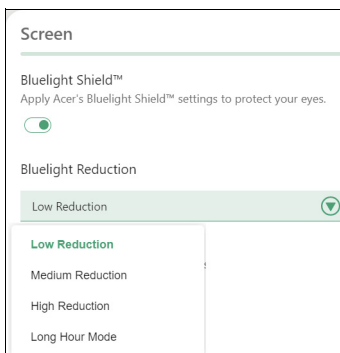 Screen
Bluelight Shield™
Apply Acer's Bluelight Shield™ settings to protect your eyes.
Bluelight Reduction
Low Reduction
Low Reduction
Medium Reduction
High Reduction
Long Hour Mode